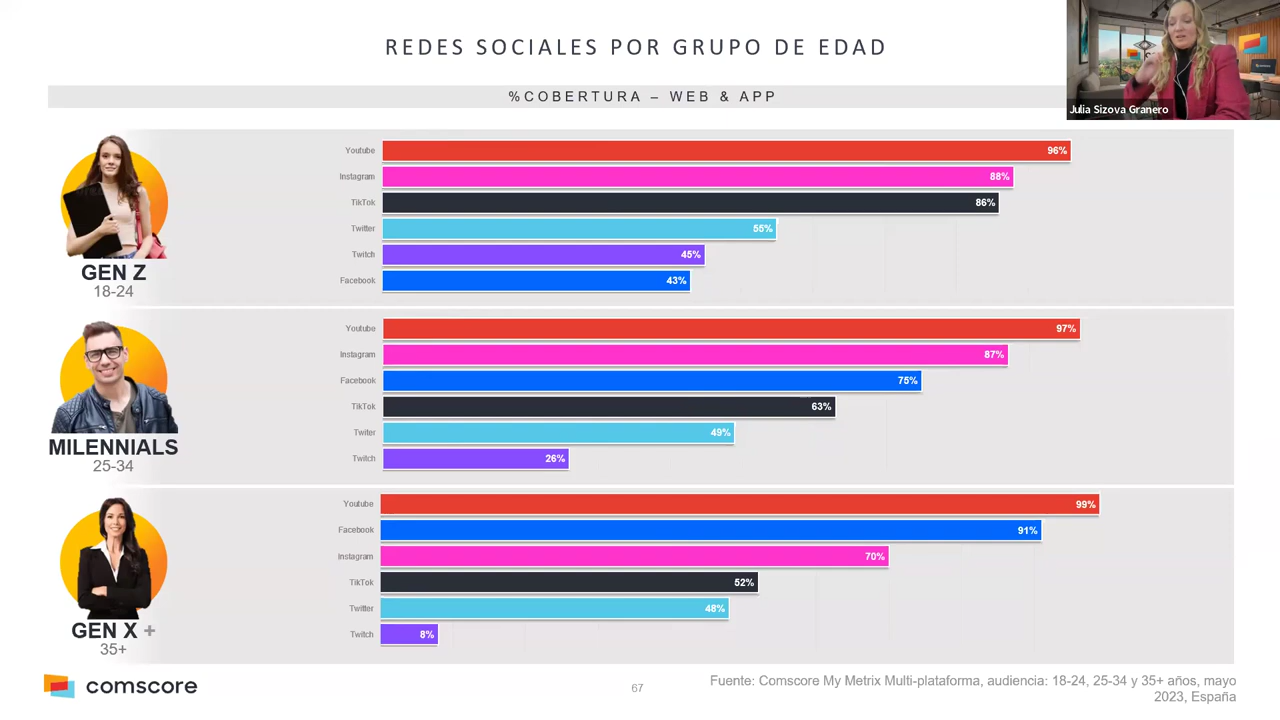 REDES SOCIALES POR GRUPO DE EDAD
%COBERTURA – WEB & APP
Julia Sizova Granero
Youtube 96%
Instagram 88%
TikTok 86%
Twitter 55%
Twitch 45%
Facebook 43%
GEN Z
18-24
Youtube 97%
Instagram 87%
Facebook 75%
TikTok 63%
Twiter 49%
Twitch 26%
MILENNIALS
25-34
Youtube 99%
Facebook 91%
Instagram 70%
TikTok 52%
Twitter 48%
Twitch 8%
GEN X +
35+
comscore
67
Fuente: Comscore My Metrix Multi-plataforma, audiencia: 18-24, 25-34 y 35+ años, mayo
2023, España